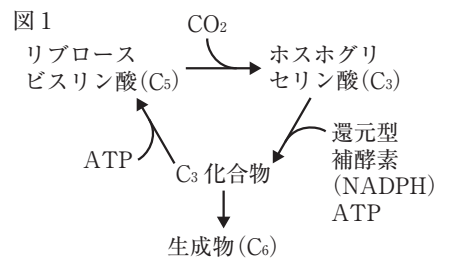 図1
CO₂
リブロース
ビスリン酸(C₅)
ホスホグリ
セリン酸(C₃)
ATP
C₃化合物
還元型
補酵素
(NADPH)
ATP
生成物(C₆)